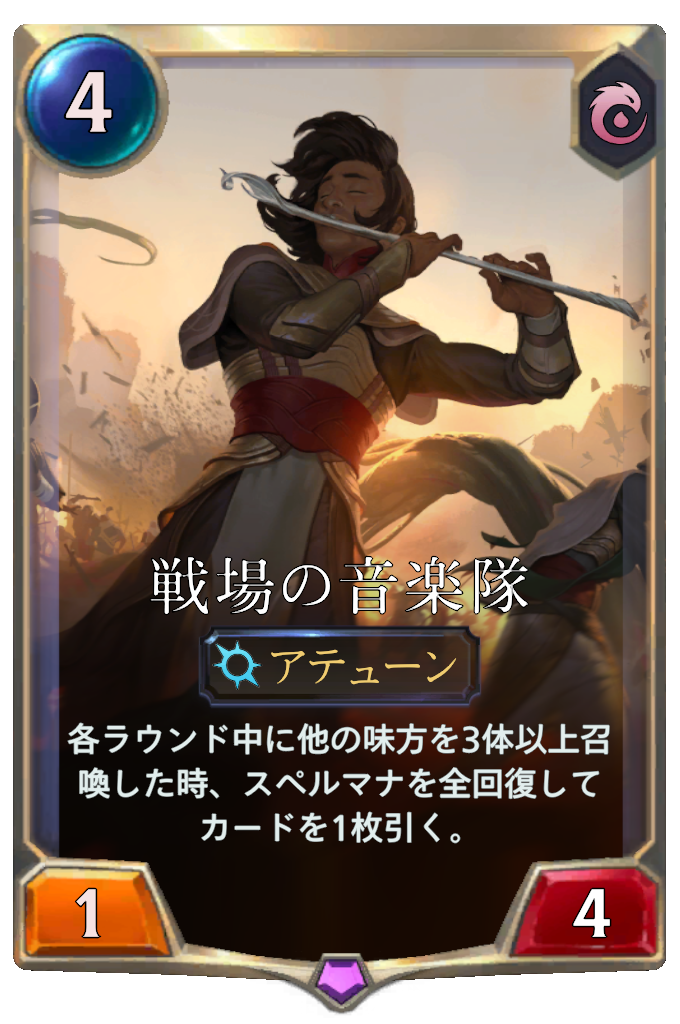 4
戦場の音楽隊
アテューン
各ラウンド中に他の味方を3体以上召
喚した時、スペルマナを全回復して
カードを1枚引く。
1
4